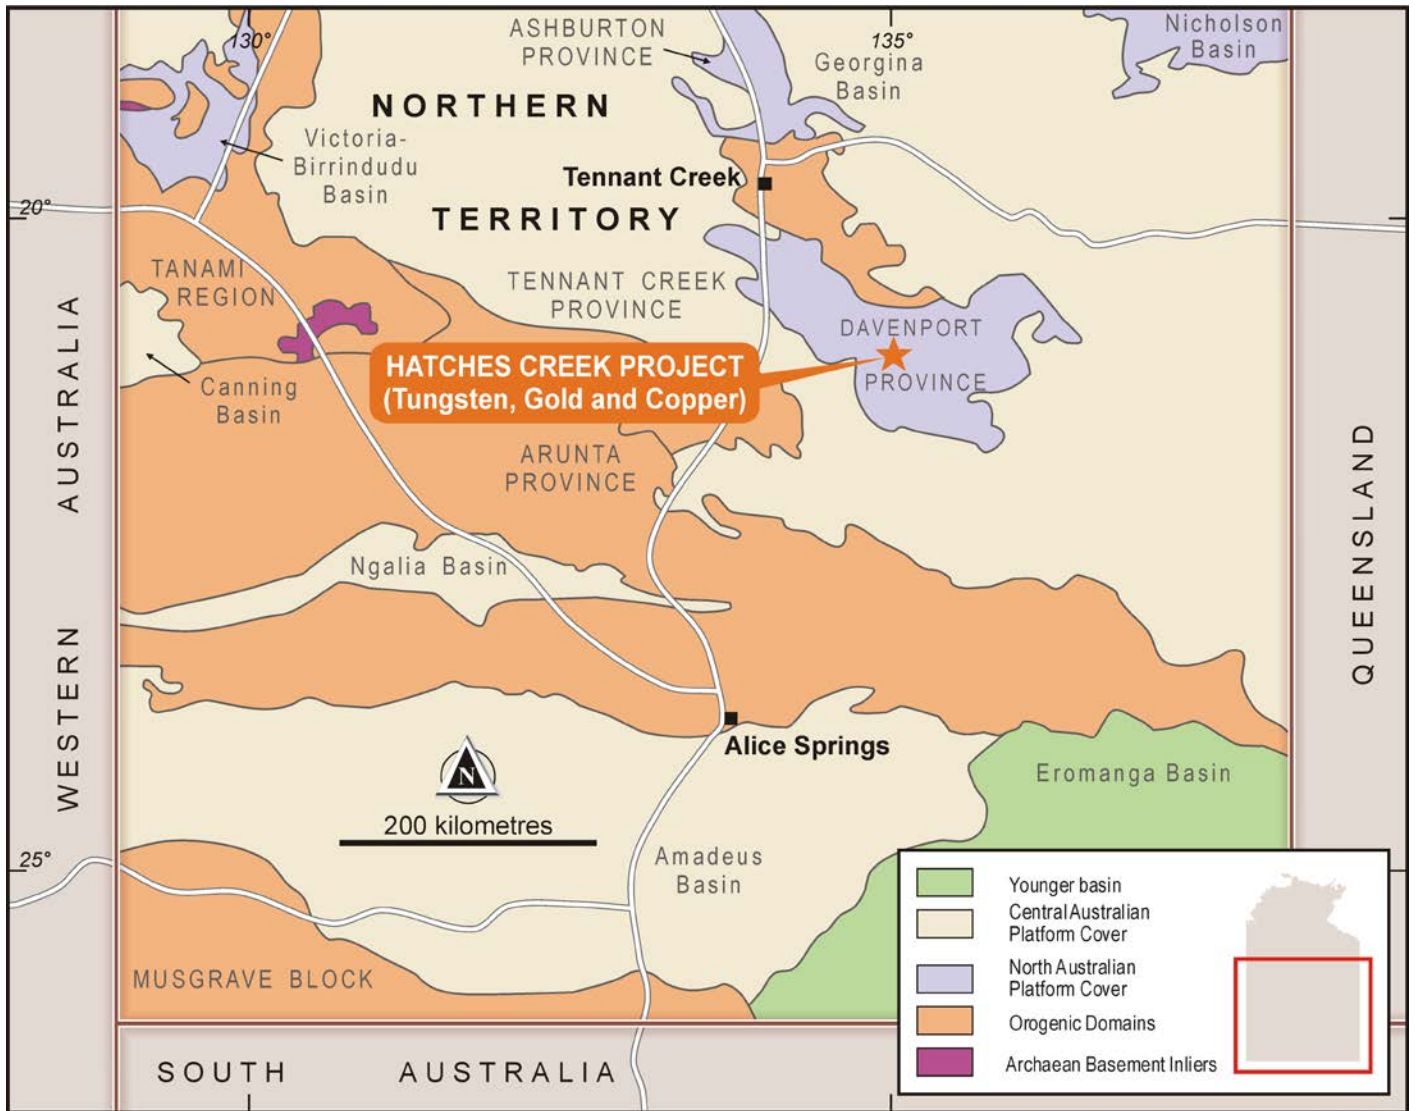 130°
ASHBURTON
PROVINCE
135°
Georgina
Basin
Nicholson
Basin
NORTHERN
Victoria-
Birrindudu
Basin
Tennant Creek
20°
TERRITORY
TANAMI
REGION
TENNANT CREEK
PROVINCE
DAVENPORT
PROVINCE
HATCHES CREEK PROJECT
(Tungsten, Gold and Copper)
Canning
Basin
ARUNTA
PROVINCE
WESTERN AUSTRALIA
QUEENSLAND
Ngalia Basin
Alice Springs
Eromanga Basin
N
200 kilometres
25°
Amadeus
Basin
MUSGRAVE BLOCK
SOUTH AUSTRALIA
Younger basin
Central Australian
Platform Cover
North Australian
Platform Cover
Orogenic Domains
Archaean Basement Inliers